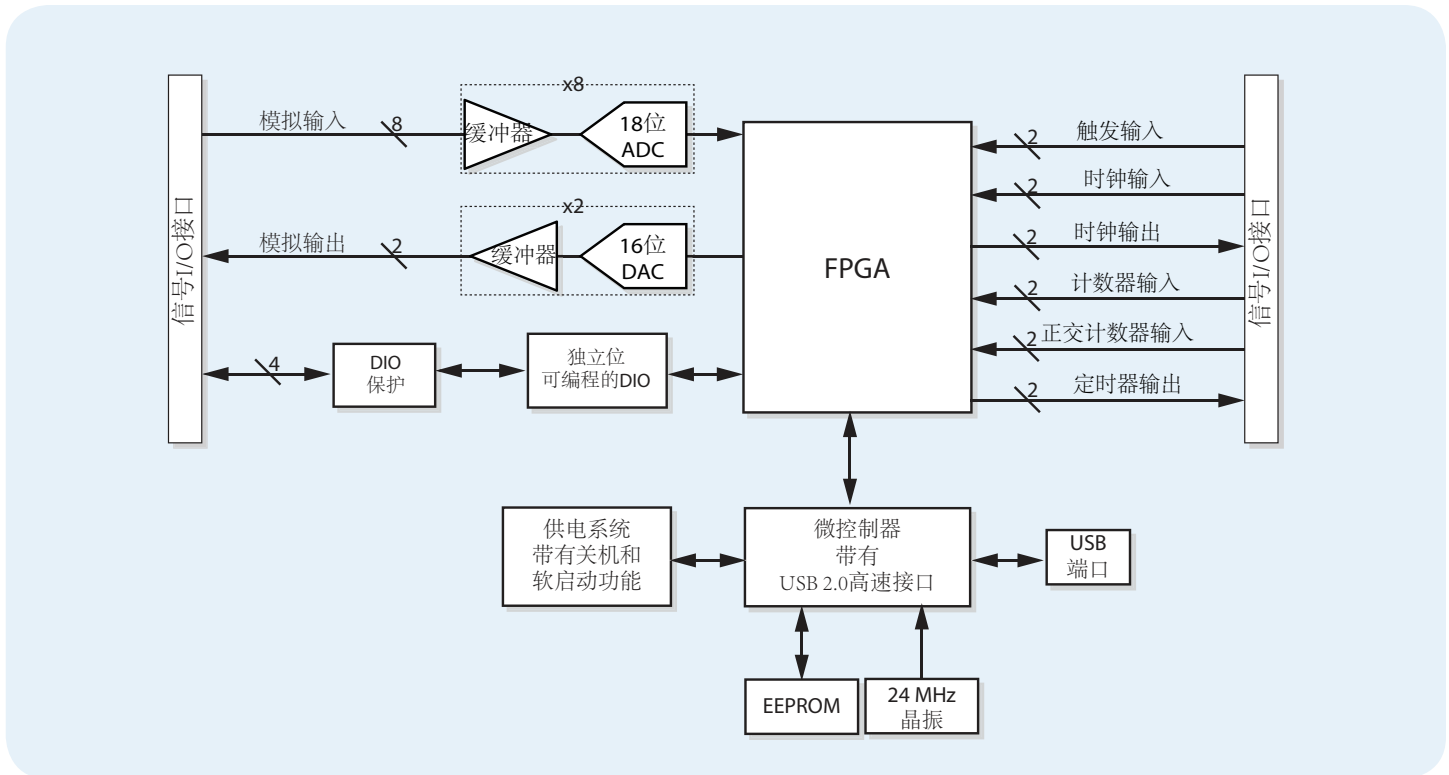 x8
模拟输入
8
缓冲器
18位
ADC
x2
模拟输出
2
缓冲器
16位
DAC
信号I/O接口
4
DIO
保护
独立位
可编程的DIO
FPGA
2
触发输入
2
时钟输入
2
时钟输出
2
计数器输入
2
正交计数器输入
2
定时器输出
信号I/O接口
供电系统
带有关机和
软启动功能
微控制器
带有
USB 2.0高速接口
USB
端口
EEPROM
24 MHz
晶振